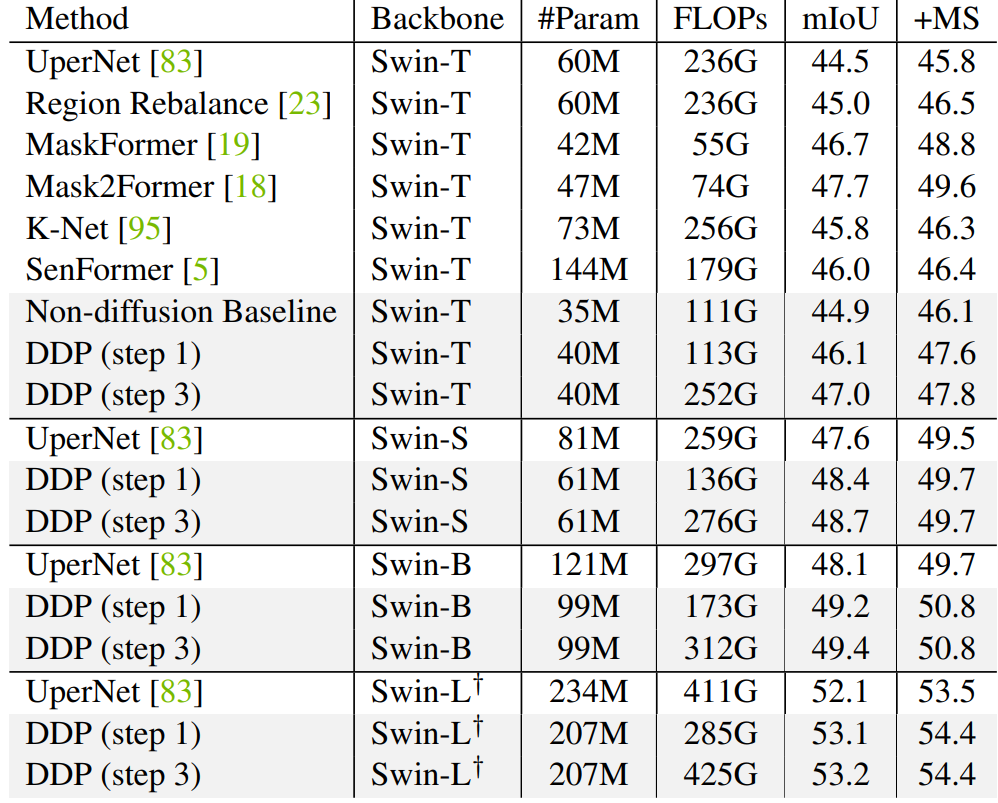 Method Backbone #Param FLOPs mIoU +MS
UperNet [83] Swin-T 60M 236G 44.5 45.8
Region Rebalance [23] Swin-T 60M 236G 45.0 46.5
MaskFormer [19] Swin-T 42M 55G 46.7 48.8
Mask2Former [18] Swin-T 47M 74G 47.7 49.6
K-Net [95] Swin-T 73M 256G 45.8 46.3
SenFormer [5] Swin-T 144M 179G 46.0 46.4
Non-diffusion Baseline Swin-T 35M 111G 44.9 46.1
DDP (step 1) Swin-T 40M 113G 46.1 47.6
DDP (step 3) Swin-T 40M 252G 47.0 47.8
UperNet [83] Swin-S 81M 259G 47.6 49.5
DDP (step 1) Swin-S 61M 136G 48.4 49.7
DDP (step 3) Swin-S 61M 276G 48.7 49.7
UperNet [83] Swin-B 121M 297G 48.1 49.7
DDP (step 1) Swin-B 99M 173G 49.2 50.8
DDP (step 3) Swin-B 99M 312G 49.4 50.8
UperNet [83] Swin-L† 234M 411G 52.1 53.5
DDP (step 1) Swin-L† 207M 285G 53.1 54.4
DDP (step 3) Swin-L† 207M 425G 53.2 54.4